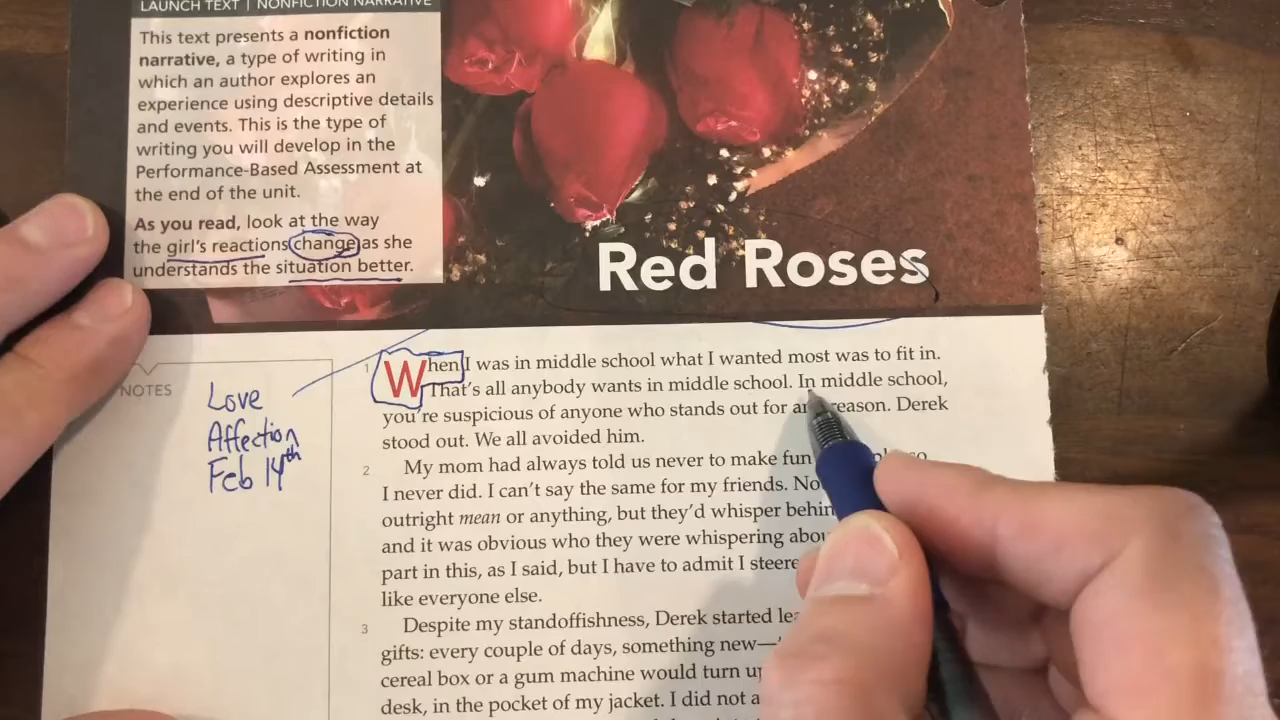 LAUNCH TEXT | NONFICTION NARRATIVE
This text presents a nonfiction
narrative, a type of writing in
which an author explores an
experience using descriptive details
and events. This is the type of
writing you will develop in the
Performance-Based Assessment at
the end of the unit.
As you read, look at the way
the girl's reactions change as she
understands the situation better.
Red Roses
NOTES
Love
Affection
Feb 14th
1
When I was in middle school what I wanted most was to fit in.
That's all anybody wants in middle school. In middle school,
you're suspicious of anyone who stands out for any reason. Derek
stood out. We all avoided him.
2
My mom had always told us never to make fun
I never did. I can't say the same for my friends.
outright mean or anything, but they'd whisper
and it was obvious who they were whispering
part in this, as I said, but I have to admit I
like everyone else.
3
Despite my standoffishness, Derek started
gifts: every couple of days, something new—
cereal box or a gum machine would turn
desk, in the pocket of my jacket. I did not